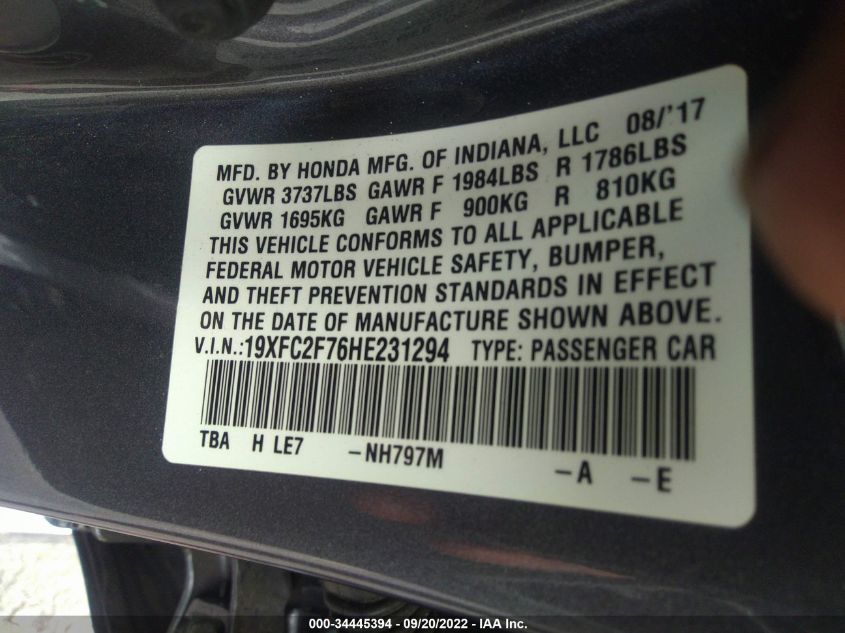 MFD. BY HONDA MFG. OF INDIANA, LLC 08/'17
GVWR 3737LBS GAWR F 1984LBS R 1786LBS
GVWR 1695KG GAWR F 900KG R 810KG
THIS VEHICLE CONFORMS TO ALL APPLICABLE
FEDERAL MOTOR VEHICLE SAFETY, BUMPER,
AND THEFT PREVENTION STANDARDS IN EFFECT
ON THE DATE OF MANUFACTURE SHOWN ABOVE.
V.I.N.:19XFC2F76HE231294 TYPE: PASSENGER CAR
TBA H LE7 -NH797M -A -E
000 - 34445394 - 09/20/2022 - IAA Inc.